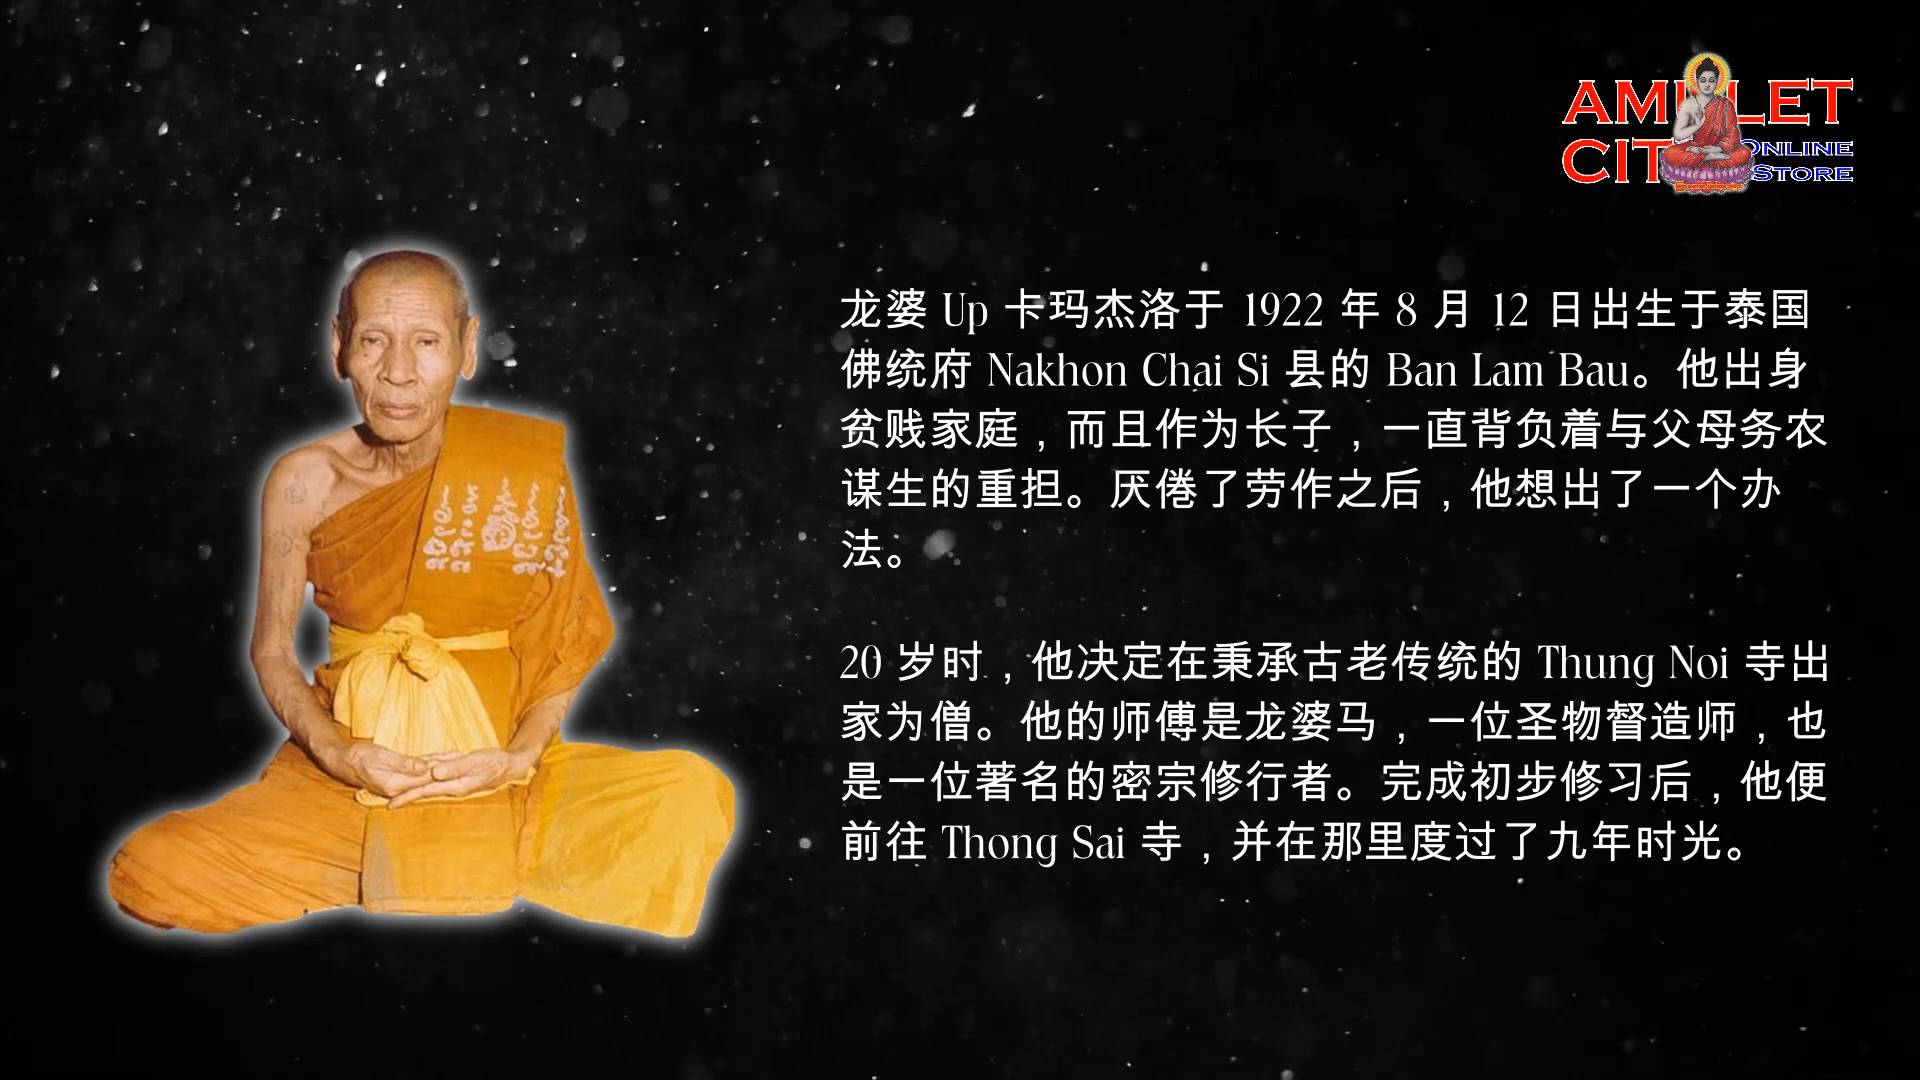 AMULET
CITY ONLINE
STORE
龙婆 Up 卡玛杰洛于 1922 年 8 月 12 日出生于泰国
佛统府 Nakhon Chai Si 县的 Ban Lam Bau。他出身
贫贱家庭，而且作为长子，一直背负着与父母务农
谋生的重担。厌倦了劳作之后，他想出了一个办
法。
20 岁时，他决定在秉承古老传统的 Thung Noi 寺出
家为僧。他的师傅是龙婆马，一位圣物督造师，也
是一位著名的密宗修行者。完成初步修习后，他便
前往 Thong Sai 寺，并在那里度过了九年时光。